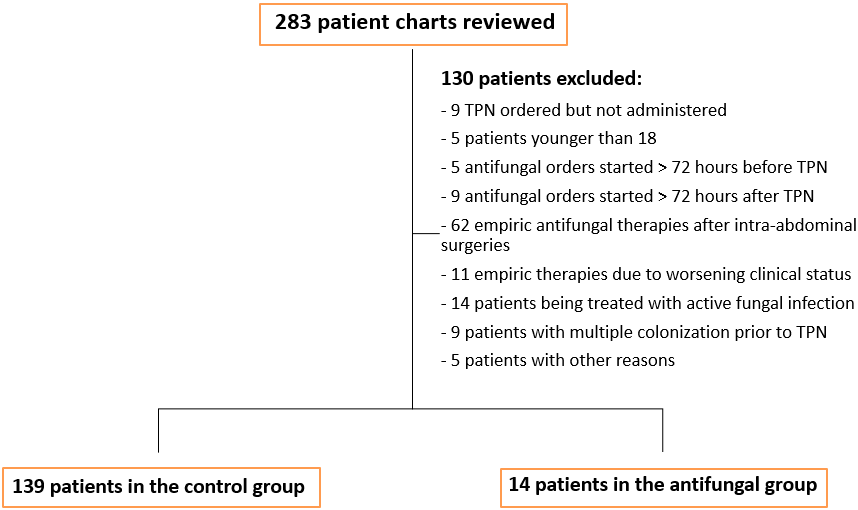 283 patient charts reviewed
130 patients excluded:
- 9 TPN ordered but not administered
- 5 patients younger than 18
- 5 antifungal orders started > 72 hours before TPN
- 9 antifungal orders started > 72 hours after TPN
- 62 empiric antifungal therapies after intra-abdominal
surgeries
- 11 empiric therapies due to worsening clinical status
- 14 patients being treated with active fungal infection
- 9 patients with multiple colonization prior to TPN
- 5 patients with other reasons
139 patients in the control group
14 patients in the antifungal group